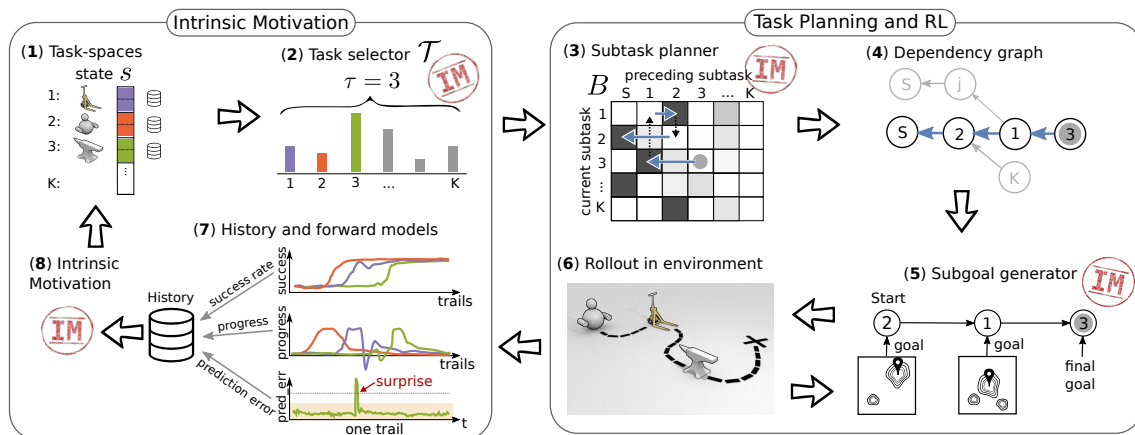 Intrinsic Motivation
Task Planning and RL
(1) Task-spaces
state s
1:
2:
3:
K:
(2) Task selector T
IM
τ = 3
1 2 3 ... K
(3) Subtask planner
IM
B preceding subtask
S 1 2 3 ... K
current subtask
1
2
3
⋮
K
(4) Dependency graph
S j
S 2 1 3
K
(5) Subgoal generator
IM
Start
2 1 3
goal goal
final
goal
(6) Rollout in environment
(7) History and forward models
success
trails
progress
trails
pred err
surprise
one trail
t
success rate
progress
prediction error
(8) Intrinsic
Motivation
IM
History